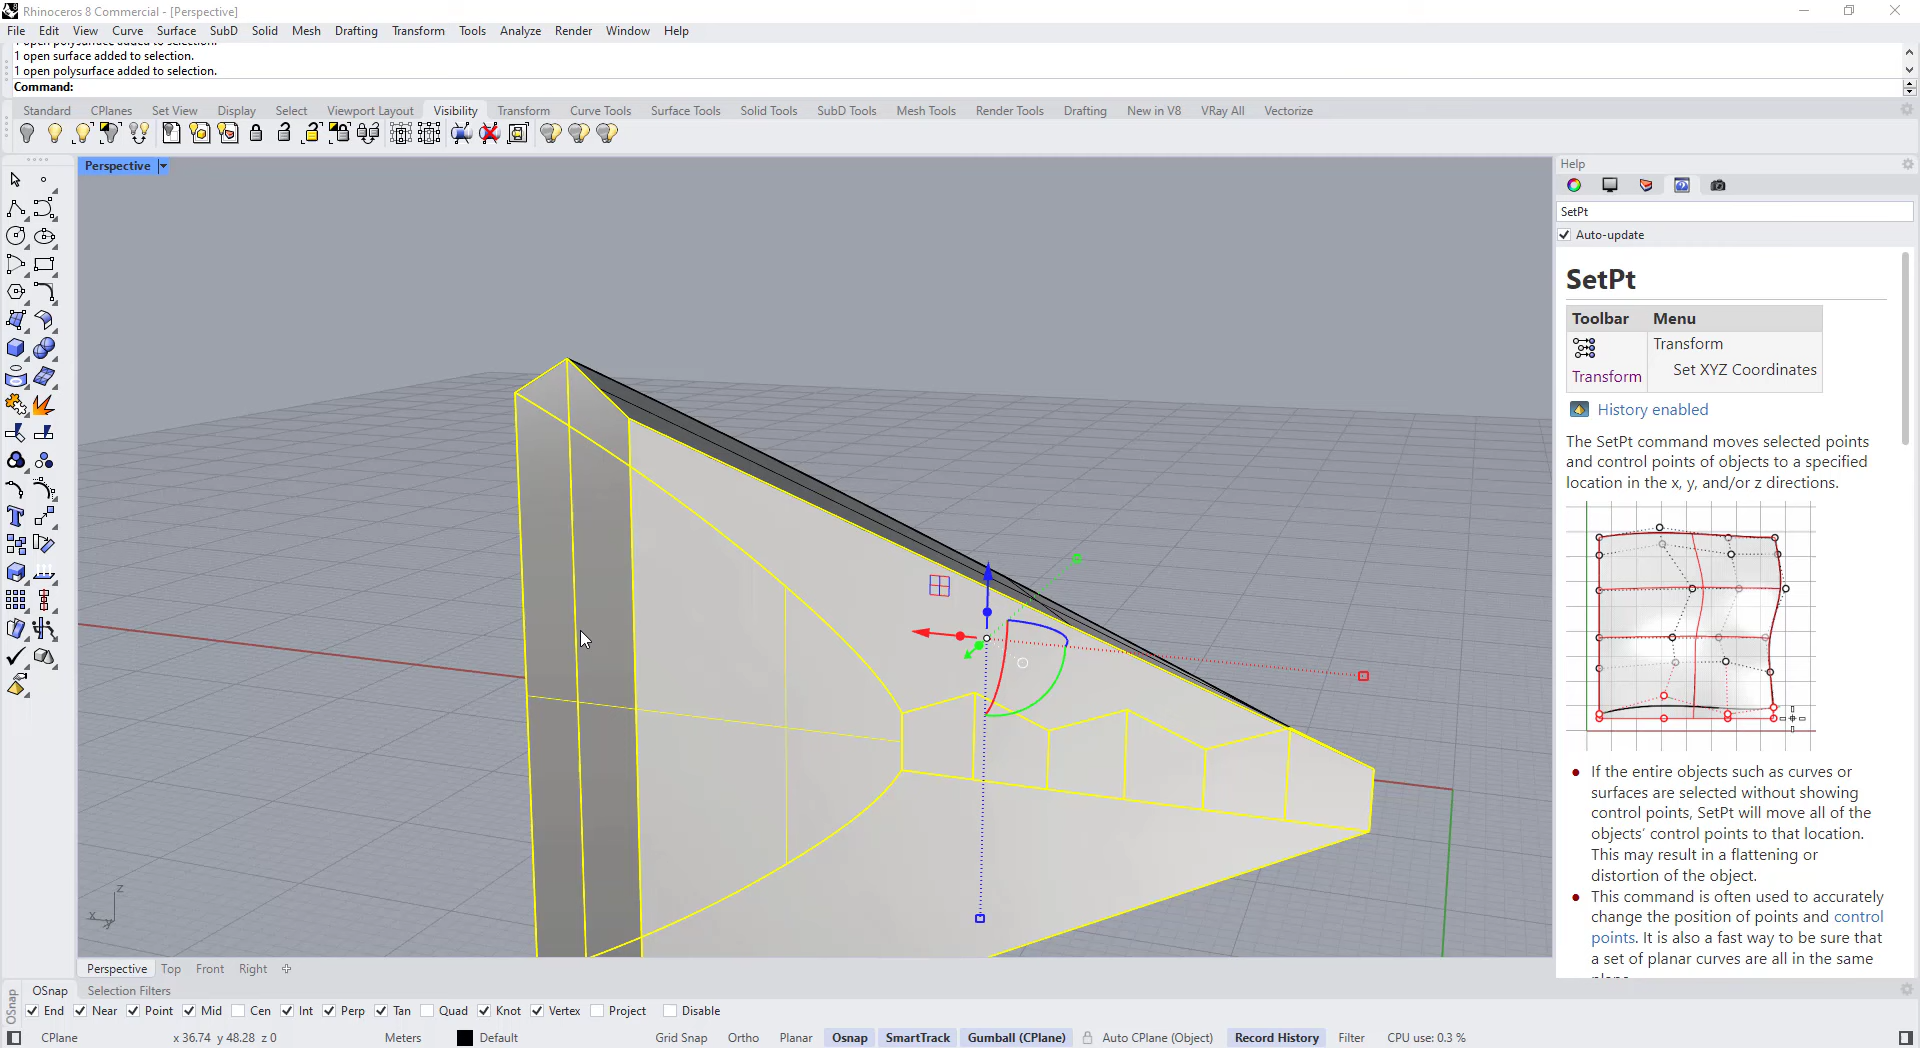 Rhinoceros 8 Commercial - [Perspective]
File Edit View Curve Surface SubD Solid Mesh Drafting Transform Tools Analyze Render Window Help
1 open polysurface added to selection.
1 open surface added to selection.
1 open polysurface added to selection.
Command:
Standard CPlanes Set View Display Select Viewport Layout Visibility Transform Curve Tools Surface Tools Solid Tools SubD Tools Mesh Tools Render Tools Drafting New in V8 VRay All Vectorize
Perspective
Help
SetPt
Auto-update
SetPt
Toolbar Menu
Transform
Transform Set XYZ Coordinates
History enabled
The SetPt command moves selected points
and control points of objects to a specified
location in the x, y, and/or z directions.
• If the entire objects such as curves or
surfaces are selected without showing
control points, SetPt will move all of the
objects' control points to that location.
This may result in a flattening or
distortion of the object.
• This command is often used to accurately
change the position of points and control
points. It is also a fast way to be sure that
a set of planar curves are all in the same
z
x
y
Perspective Top Front Right
OSnap
OSnap Selection Filters
End Near Point Mid Cen Int Perp Tan Quad Knot Vertex Project Disable
CPlane x 36.74 y 48.28 z 0 Meters Default Grid Snap Ortho Planar Osnap SmartTrack Gumball (CPlane) Auto CPlane (Object) Record History Filter CPU use: 0.3 %